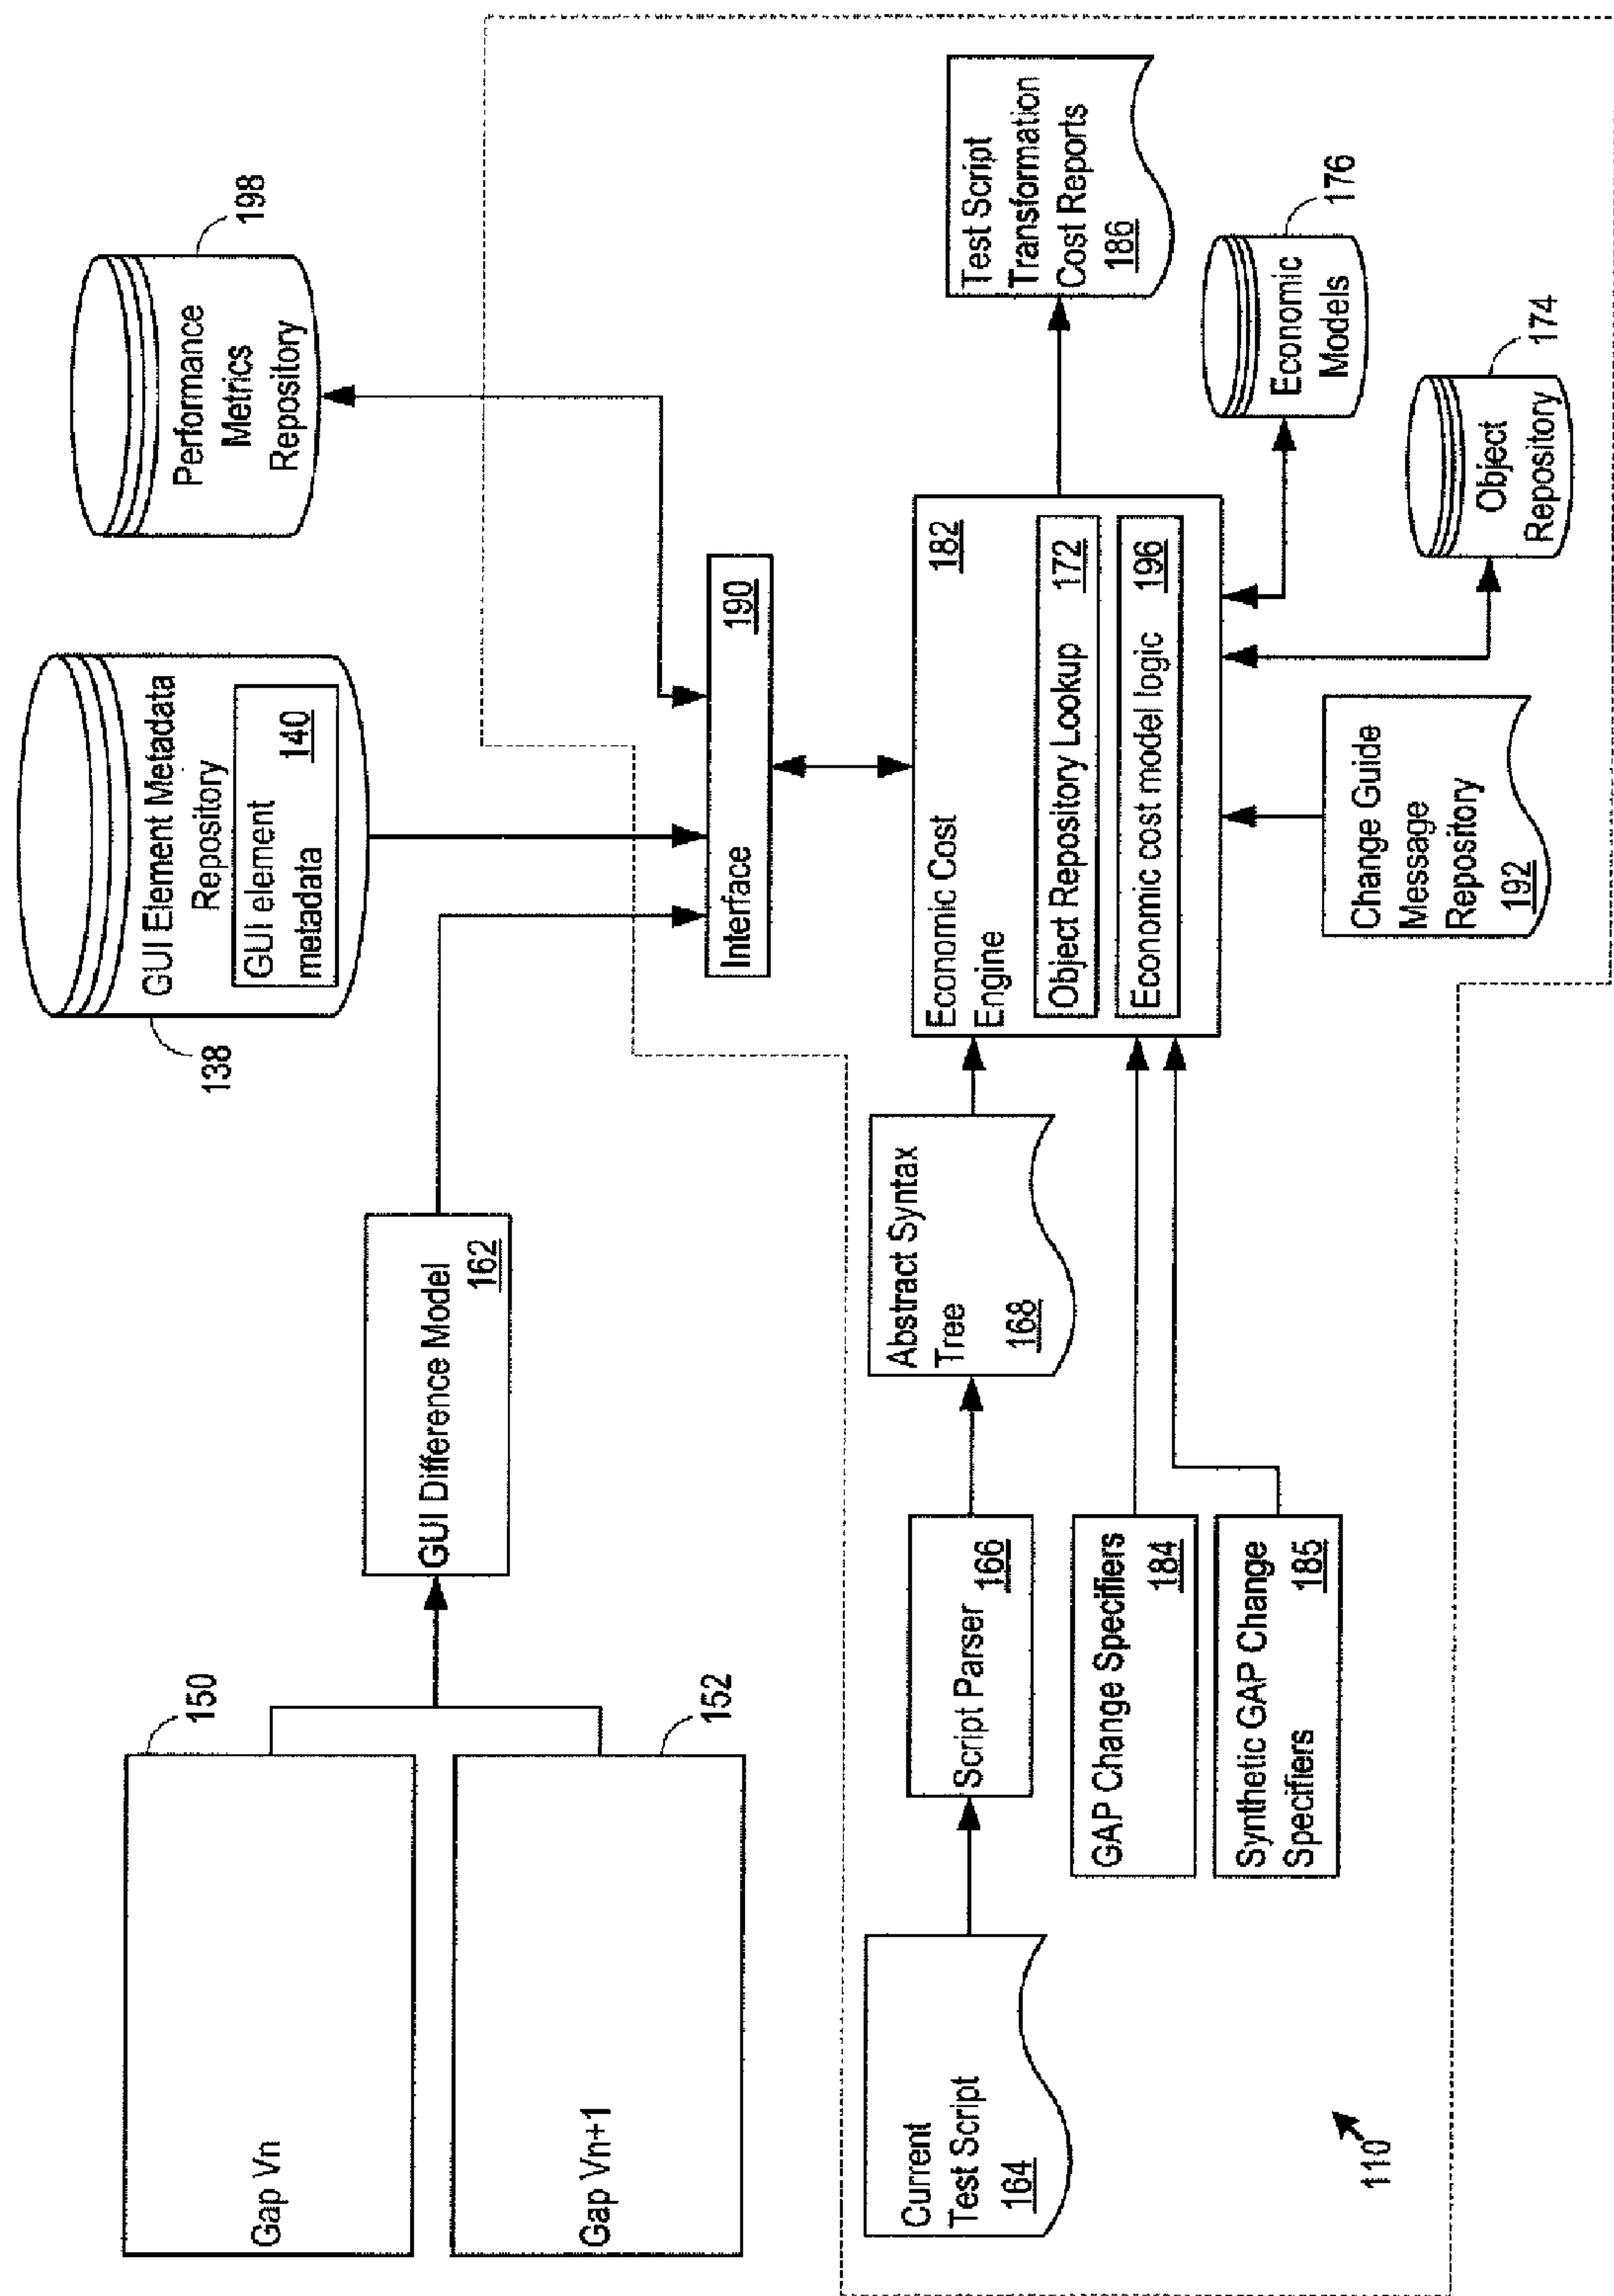 Gap Vn
150
Gap Vn+1
152
GUI Difference Model
162
138
GUI Element Metadata
Repository
GUI element
metadata
140
Performance
Metrics
Repository
198
Interface
190
Current
Test Script
164
Script Parser
166
Abstract Syntax
Tree
168
GAP Change Specifiers
184
Synthetic GAP Change
Specifiers
185
Economic Cost
Engine
182
Object Repository Lookup
172
Economic cost model logic
196
Test Script
Transformation
Cost Reports
186
Economic
Models
176
Object
Repository
174
Change Guide
Message
Repository
192
110